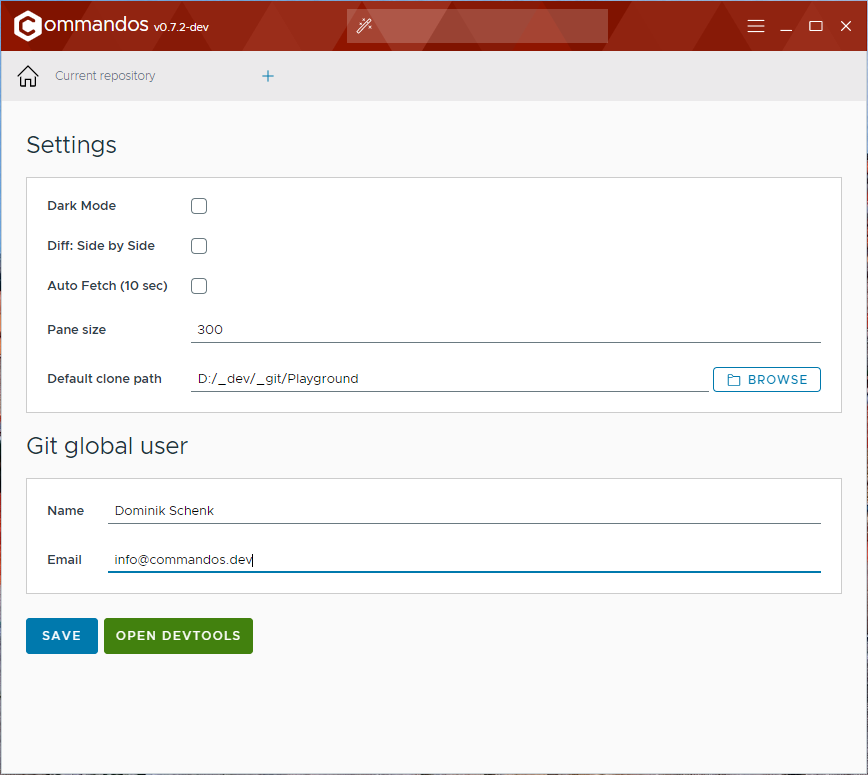 Commandos v0.7.2-dev
Current repository
Settings
Dark Mode
Diff: Side by Side
Auto Fetch (10 sec)
Pane size 300
Default clone path D:/_dev/_git/Playground BROWSE
Git global user
Name Dominik Schenk
Email info@commandos.dev
SAVE OPEN DEVTOOLS